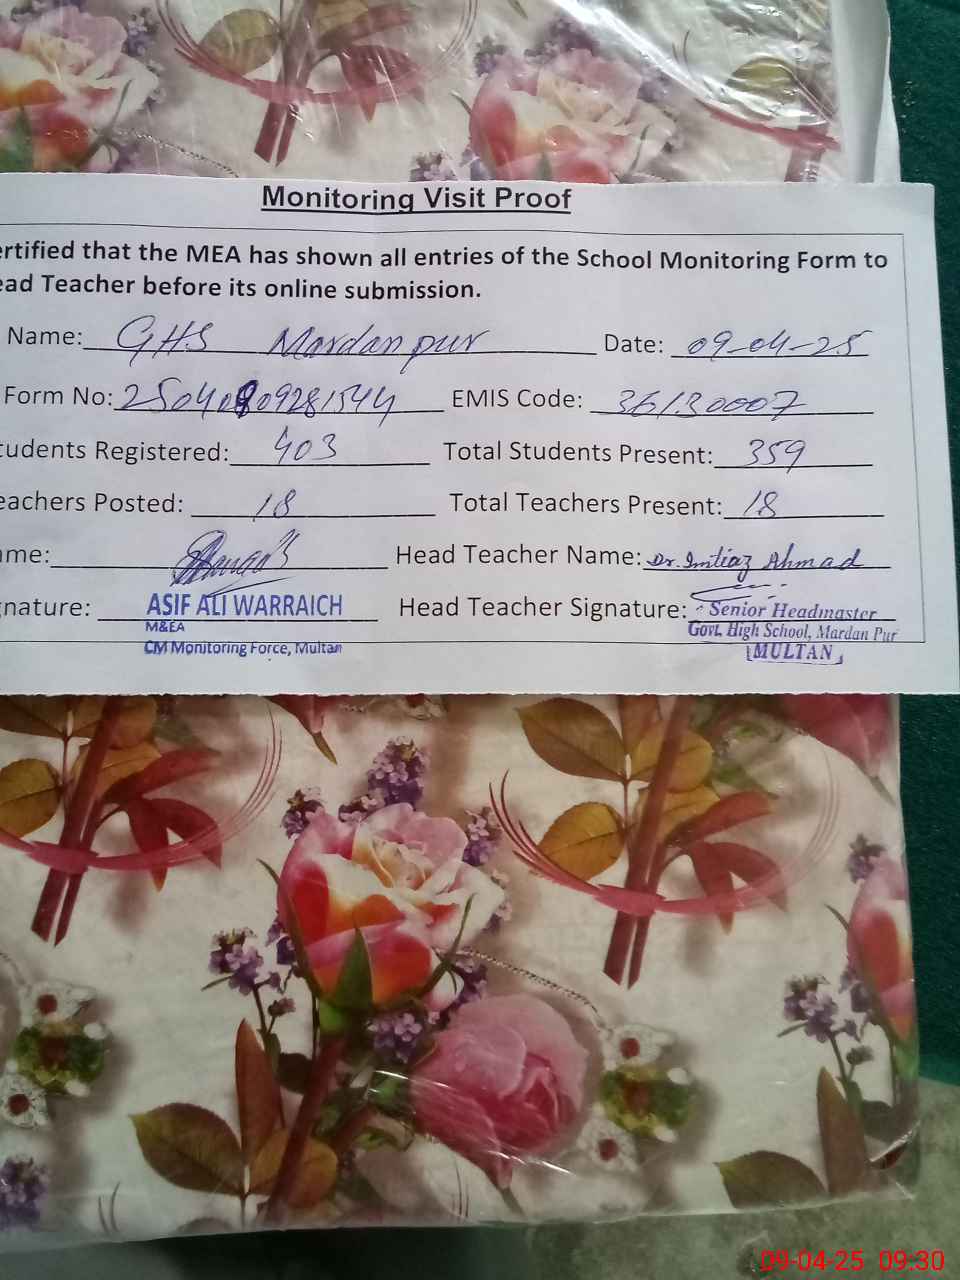 Monitoring Visit Proof
ertified that the MEA has shown all entries of the School Monitoring Form to
ead Teacher before its online submission.
Name: GHS Mardan pur Date: 09-04-25
Form No: 25040909281544 EMIS Code: 36130007
tudents Registered: 403 Total Students Present: 359
eachers Posted: 18 Total Teachers Present: 18
ame: Head Teacher Name: Dr. Imtiaz Ahmad
gnature: ASIF ALI WARRAICH Head Teacher Signature: Senior Headmaster
M&EA Govt. High School, Mardan Pur
CM Monitoring Force, Multan MULTAN
09-04-25 09:30